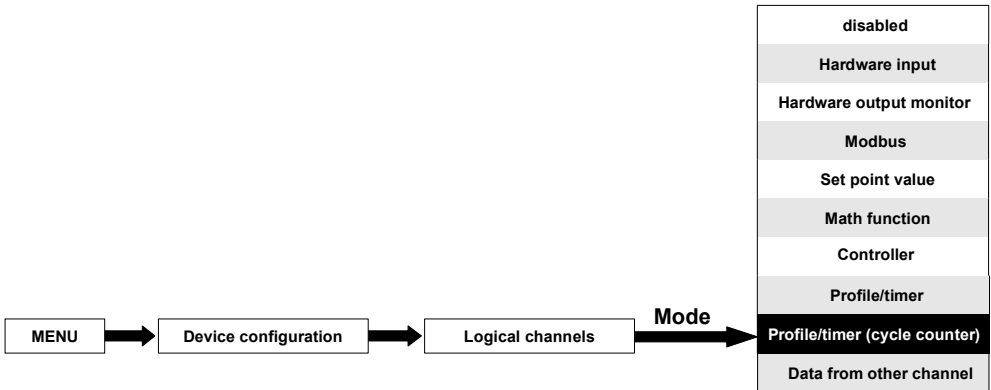 disabled
Hardware input
Hardware output monitor
Modbus
Set point value
Math function
Controller
Profile/timer
MENU
Device configuration
Logical channels
Mode
Profile/timer (cycle counter)
Data from other channel